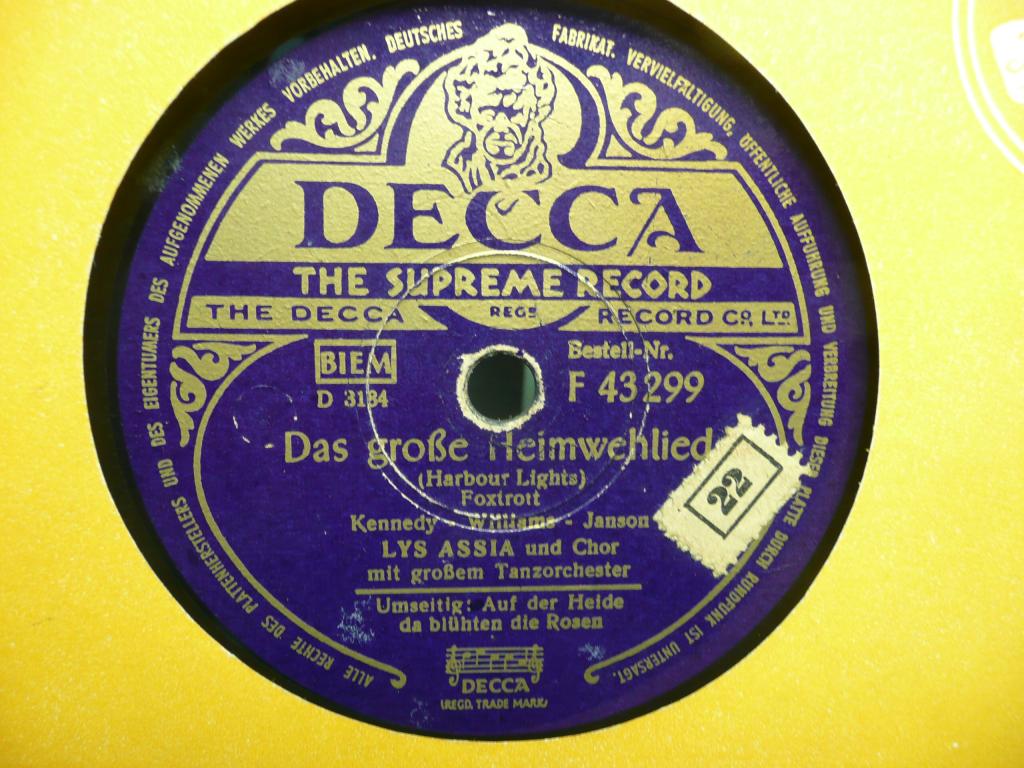 ALLE RECHTE DES PLATTENHERSTELLERS UND DES EIGENTUMERS DES AUFGENOMMENEN WERKES VORBEHALTEN. DEUTSCHES FABRIKAT. VERVIELFALTIGUNG, ÖFFENTLICHE AUFFUHRUNG UND VERBREITUNG DIESER PLATTE DURCH RUNDFUNK IST UNTERSAGT.
DECCA
THE SUPREME RECORD
THE DECCA REGD RECORD CO LTD
BIEM
D 3184
Bestell-Nr.
F 43299
Das große Heimwehlied
(Harbour Lights)
Foxtrott
Kennedy - Williams - Janson
22
LYS ASSIA und Chor
mit großem Tanzorchester
Umseitig: Auf der Heide
da blühten die Rosen
DECCA
(REGD. TRADE MARK)